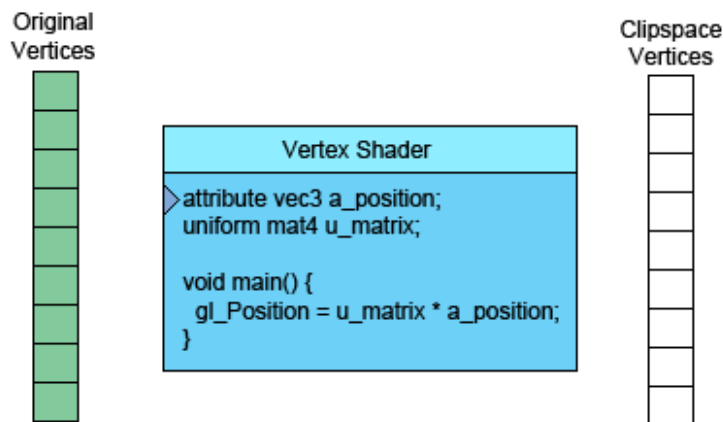 Original
Vertices
Clipspace
Vertices
Vertex Shader
attribute vec3 a_position;
uniform mat4 u_matrix;
void main() {
gl_Position = u_matrix * a_position;
}